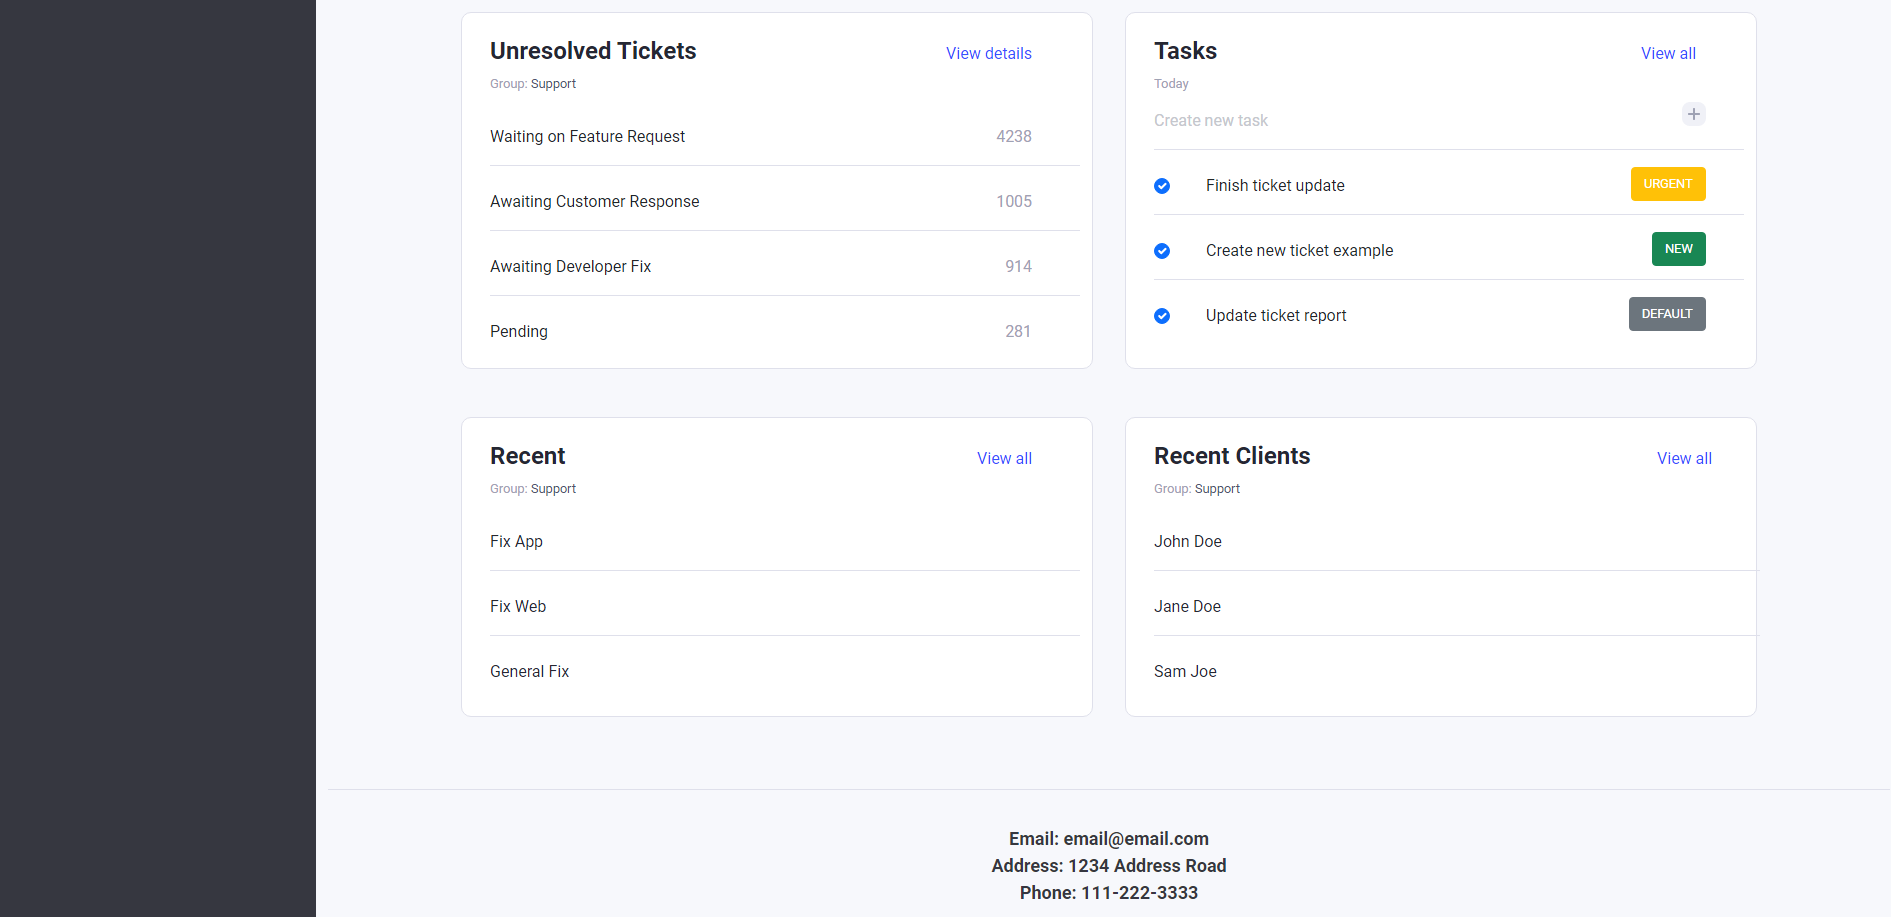 Unresolved Tickets
View details
Group: Support
Waiting on Feature Request
4238
Awaiting Customer Response
1005
Awaiting Developer Fix
914
Pending
281
Tasks
View all
Today
Create new task
Finish ticket update
URGENT
Create new ticket example
NEW
Update ticket report
DEFAULT
Recent
View all
Group: Support
Fix App
Fix Web
General Fix
Recent Clients
View all
Group: Support
John Doe
Jane Doe
Sam Joe
Email: email@email.com
Address: 1234 Address Road
Phone: 111-222-3333